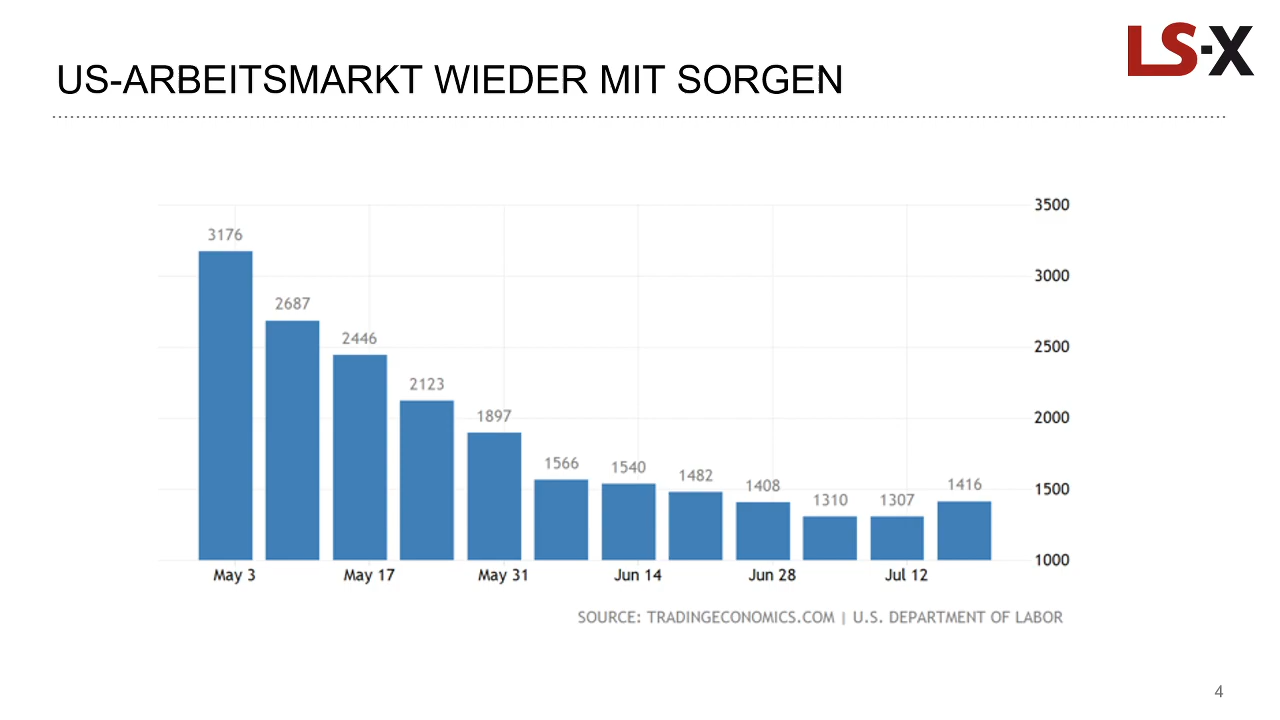 LS-X
US-ARBEITSMARKT WIEDER MIT SORGEN
3500
3000
2500
2000
1500
1000
3176
2687
2446
2123
1897
1566
1540
1482
1408
1310
1307
1416
May 3
May 17
May 31
Jun 14
Jun 28
Jul 12
SOURCE: TRADINGECONOMICS.COM | U.S. DEPARTMENT OF LABOR
4